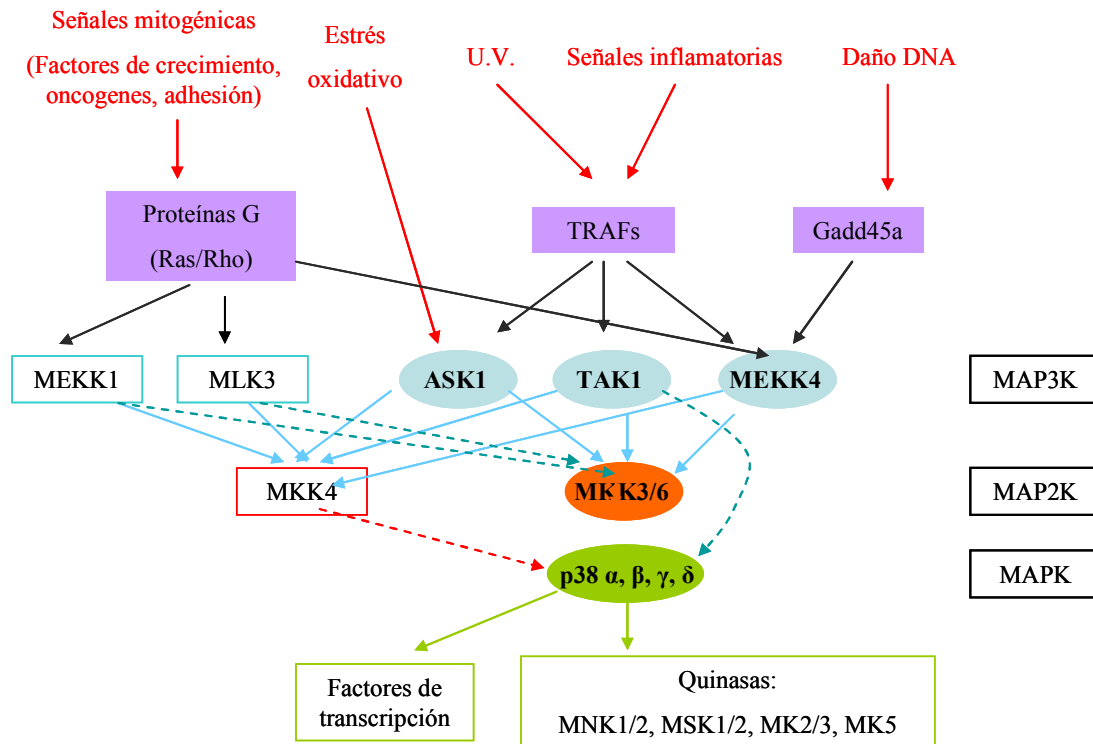 Señales mitogénicas
(Factores de crecimiento,
oncogenes, adhesión)
Estrés
oxidativo
U.V.
Señales inflamatorias
Daño DNA
Proteínas G
(Ras/Rho)
TRAFs
Gadd45a
MEKK1
MLK3
ASK1
TAK1
MEKK4
MAP3K
MKK4
MKK3/6
MAP2K
p38 α, β, γ, δ
MAPK
Factores de
transcripción
Quinasas:
MNK1/2, MSK1/2, MK2/3, MK5